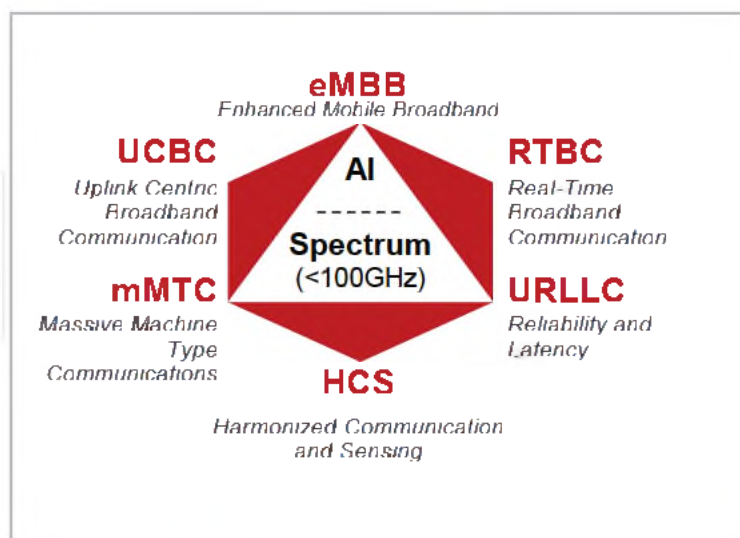 eMBB
Enhanced Mobile Broadband
UCBC
Uplink Centric
Broadband
Communication
RTBC
Real-Time
Broadband
Communication
AI
------
Spectrum
(<100GHz)
mMTC
Massive Machine
Type
Communications
URLLC
Reliability and
Latency
HCS
Harmonized Communication
and Sensing